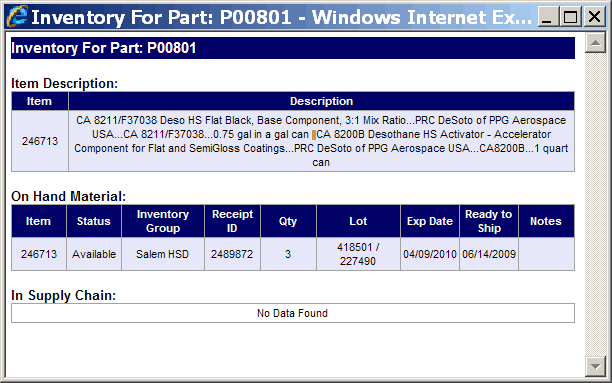 Inventory For Part: P00801 - Windows Internet Ex...
Inventory For Part: P00801
Item Description:
Item Description
246713 CA 8211/F37038 Deso HS Flat Black, Base Component, 3:1 Mix Ratio...PRC DeSoto of PPG Aerospace
USA...CA 8211/F37038...0.75 gal in a gal can CA 8200B Desothane HS Activator - Accelerator
Component for Flat and SemiGloss Coatings...PRC DeSoto of PPG Aerospace USA...CA8200B...1 quart
can
On Hand Material:
Item Status Inventory Group Receipt ID Qty Lot Exp Date Ready to Ship Notes
246713 Available Salem HSD 2489872 3 418501 / 227490 04/09/2010 06/14/2009
In Supply Chain:
No Data Found